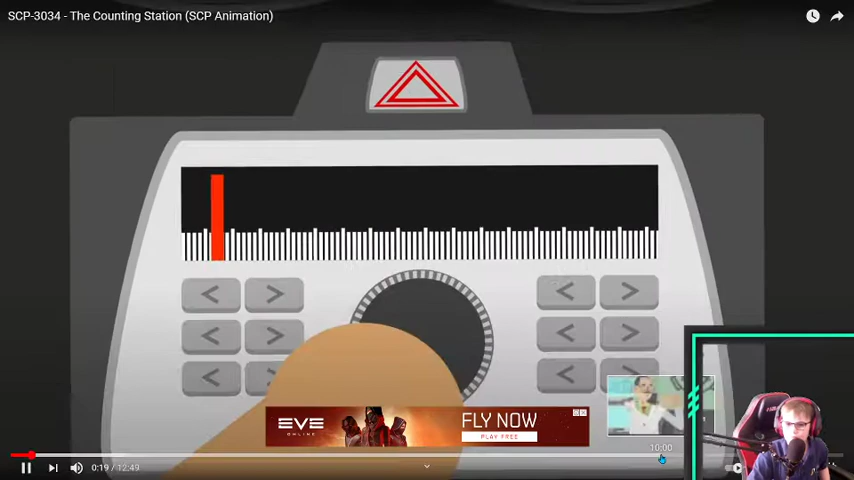 SCP-3034 - The Counting Station (SCP Animation)
EVE
ONLINE
FLY NOW
PLAY FREE
10:00
0:19 / 12:49